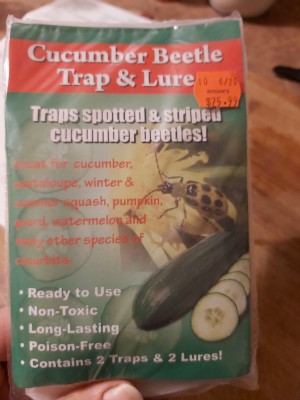 Cucumber Beetle
Trap & Lure
$25.99
Traps spotted & striped
cucumber beetles!
for cucumber,
cantaloupe, winter &
summer squash, pumpkin,
gourd, watermelon and
many other species of
cucurbits.
• Ready to Use
• Non-Toxic
• Long-Lasting
• Poison-Free
• Contains 2 Traps & 2 Lures!